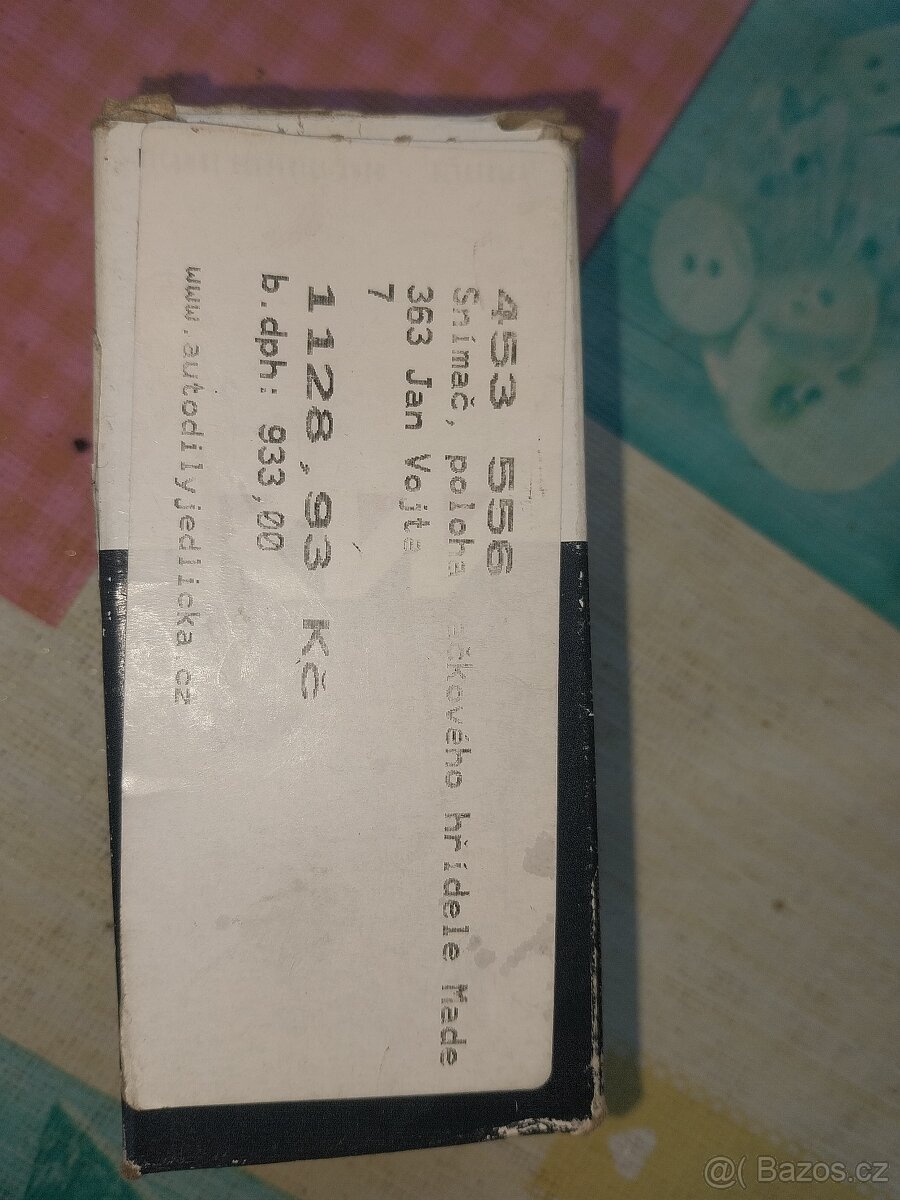 453 556
Snímač, poloha vačkového hřídele Made
363 Jan Vojta
7
1128,93 Kč
b.dph: 933,00
www.autodilyjedlicka.cz
@( Bazos.cz